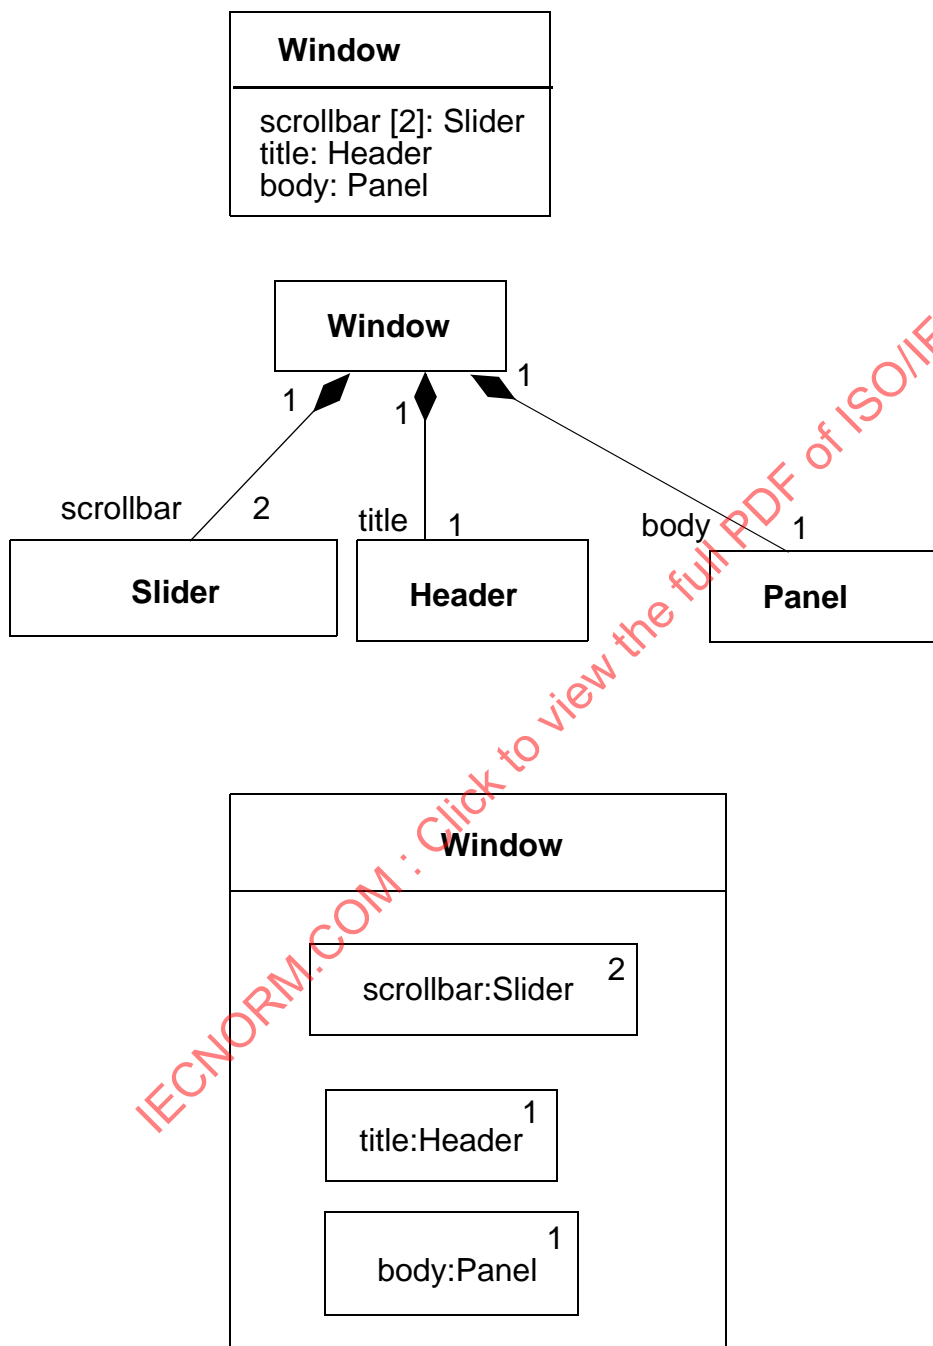 Window
scrollbar [2]: Slider
title: Header
body: Panel
Window
1
1
1
scrollbar
2
title
1
body
1
Slider
Header
Panel
Window
scrollbar:Slider
2
title:Header
1
body:Panel
1
IECNORM.COM : Click to view the full PDF of ISO/IE